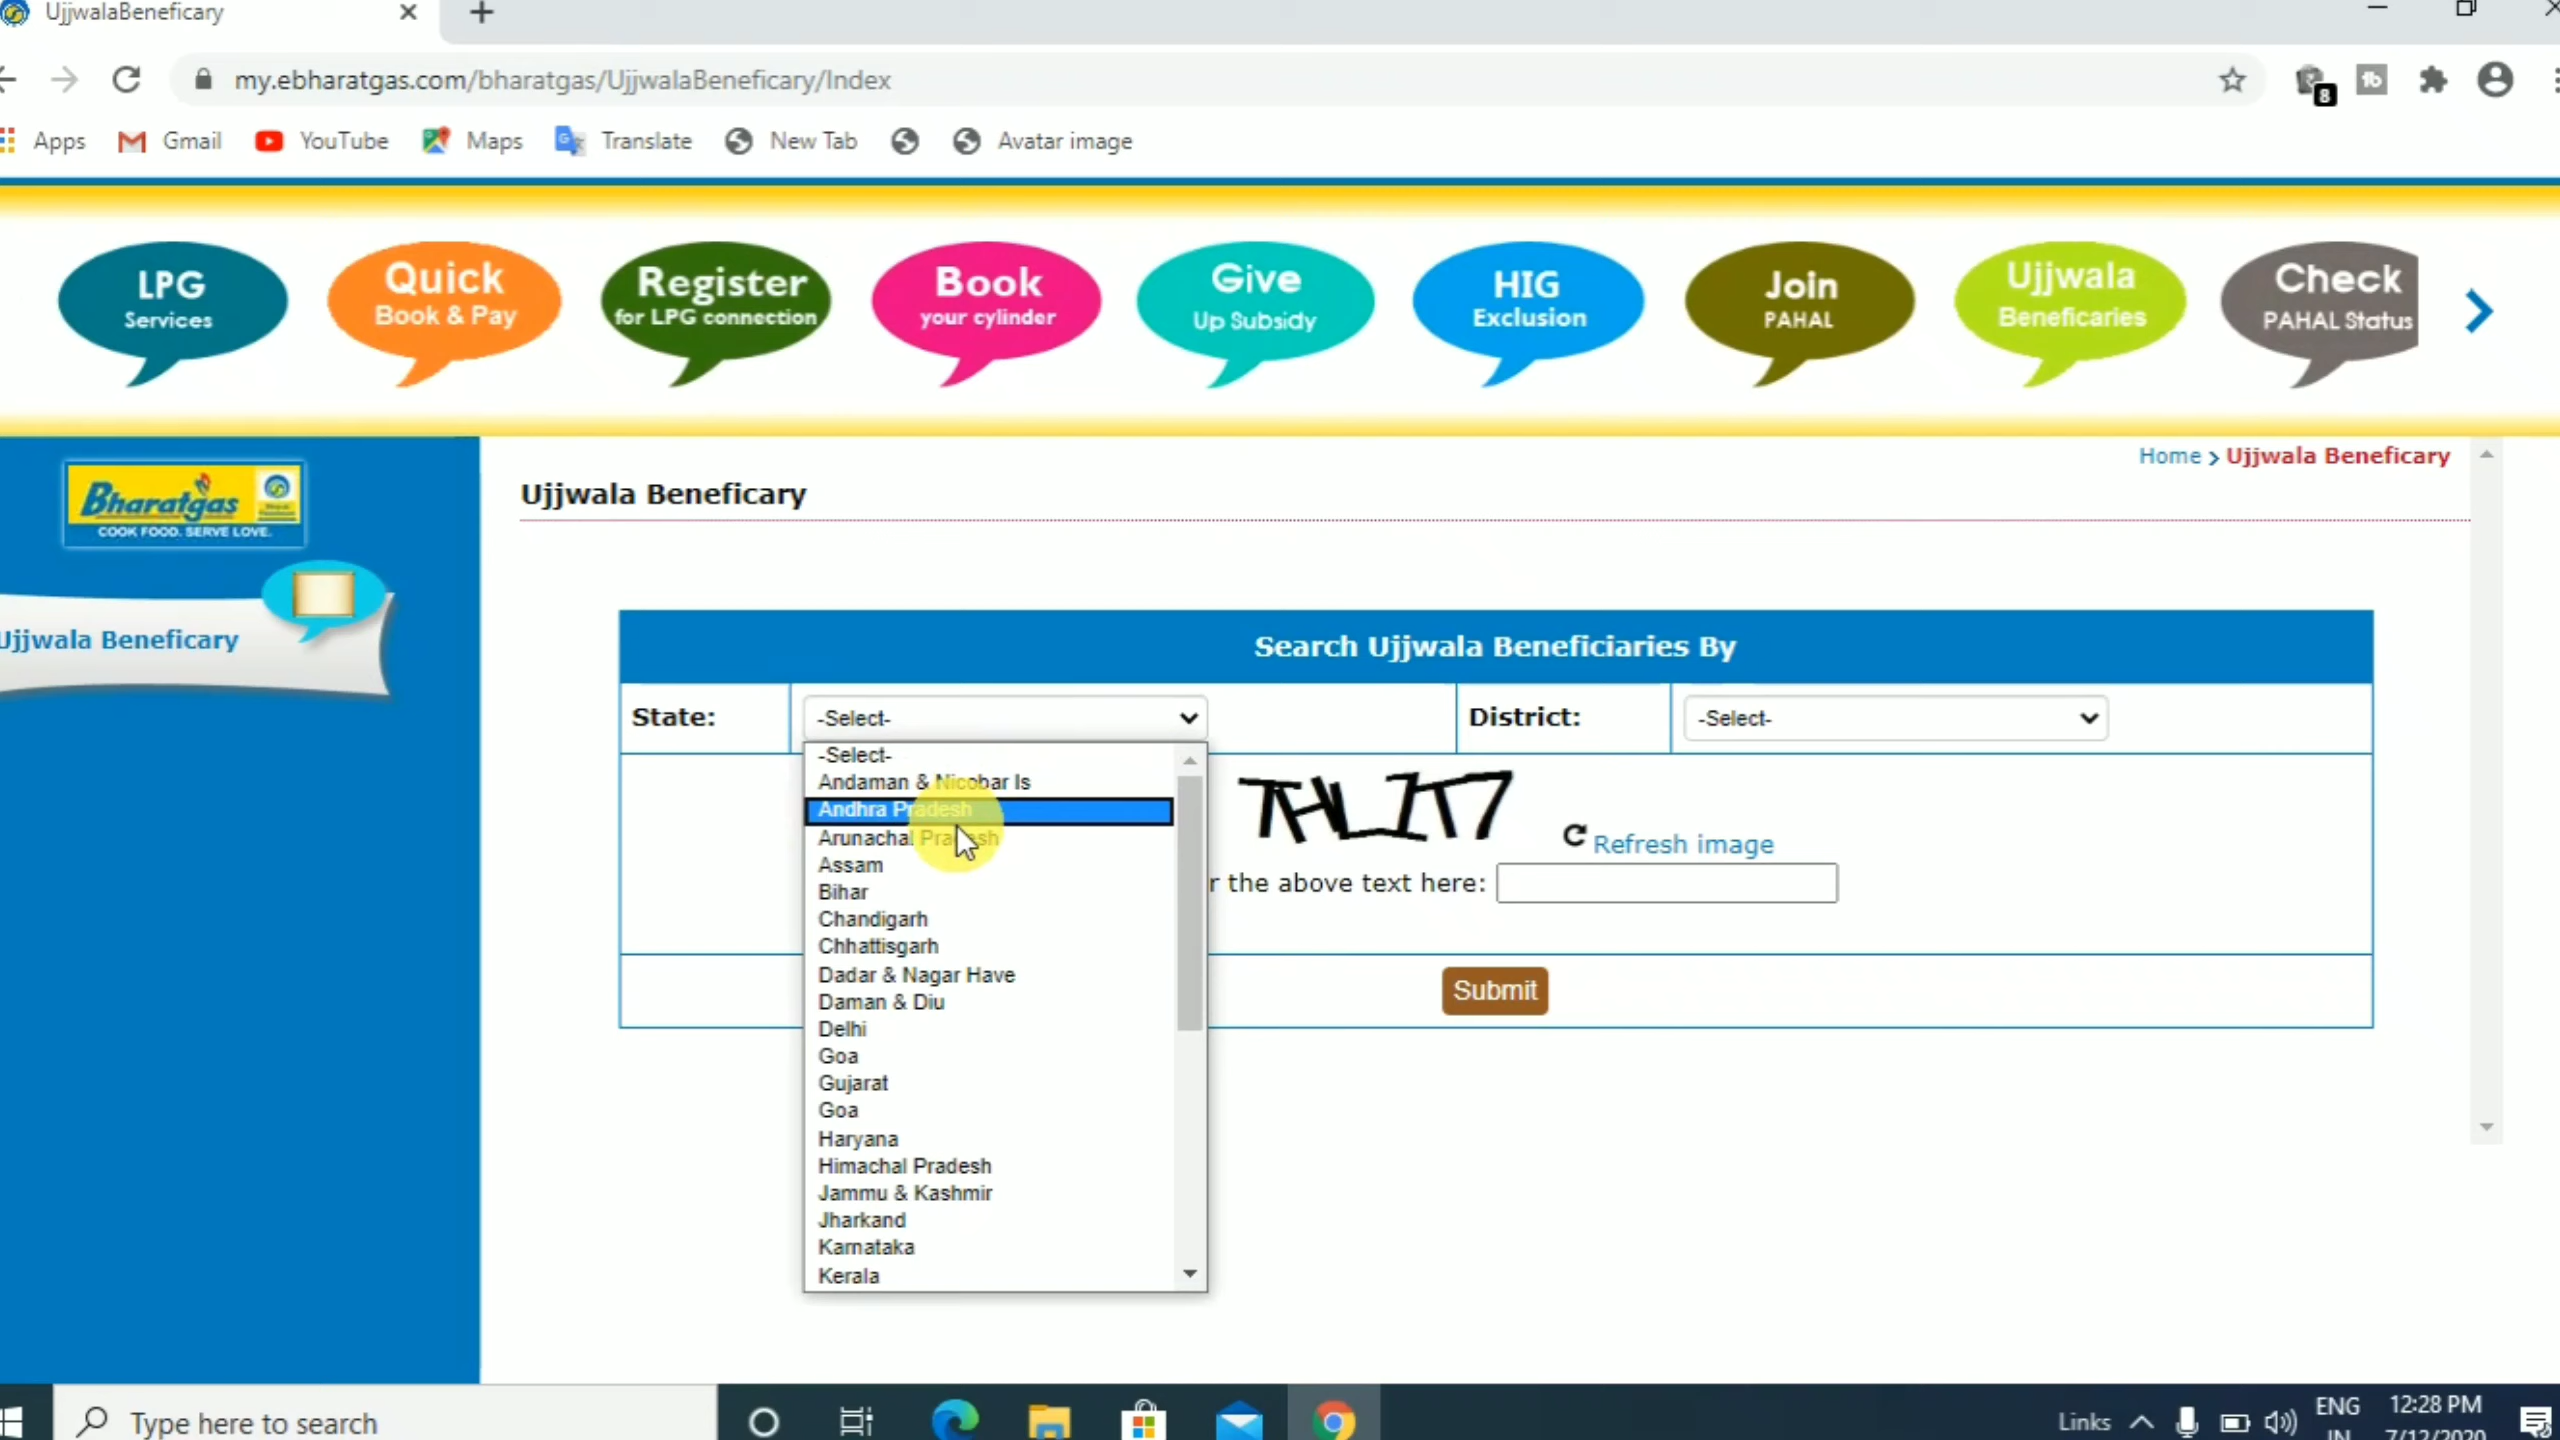 UjjwalaBeneficary
my.ebharatgas.com/bharatgas/UjjwalaBeneficary/Index
8
Apps Gmail YouTube Maps Translate New Tab Avatar image
LPG Services
Quick Book & Pay
Register for LPG connection
Book your cylinder
Give Up Subsidy
HIG Exclusion
Join PAHAL
Ujjwala Beneficaries
Check PAHAL Status
Home > Ujjwala Beneficary
Bharatgas
COOK FOOD. SERVE LOVE.
Ujjwala Beneficary
Ujjwala Beneficary
Search Ujjwala Beneficiaries By
State: -Select- District: -Select-
-Select-
Andaman & Nicobar Is
Andhra Pradesh
Arunachal Pradesh
Assam
Bihar
Chandigarh
Chhattisgarh
Dadar & Nagar Have
Daman & Diu
Delhi
Goa
Gujarat
Goa
Haryana
Himachal Pradesh
Jammu & Kashmir
Jharkand
Karnataka
Kerala
Refresh image
r the above text here:
Submit
Type here to search
Links ENG 12:28 PM
IN 7/12/2020